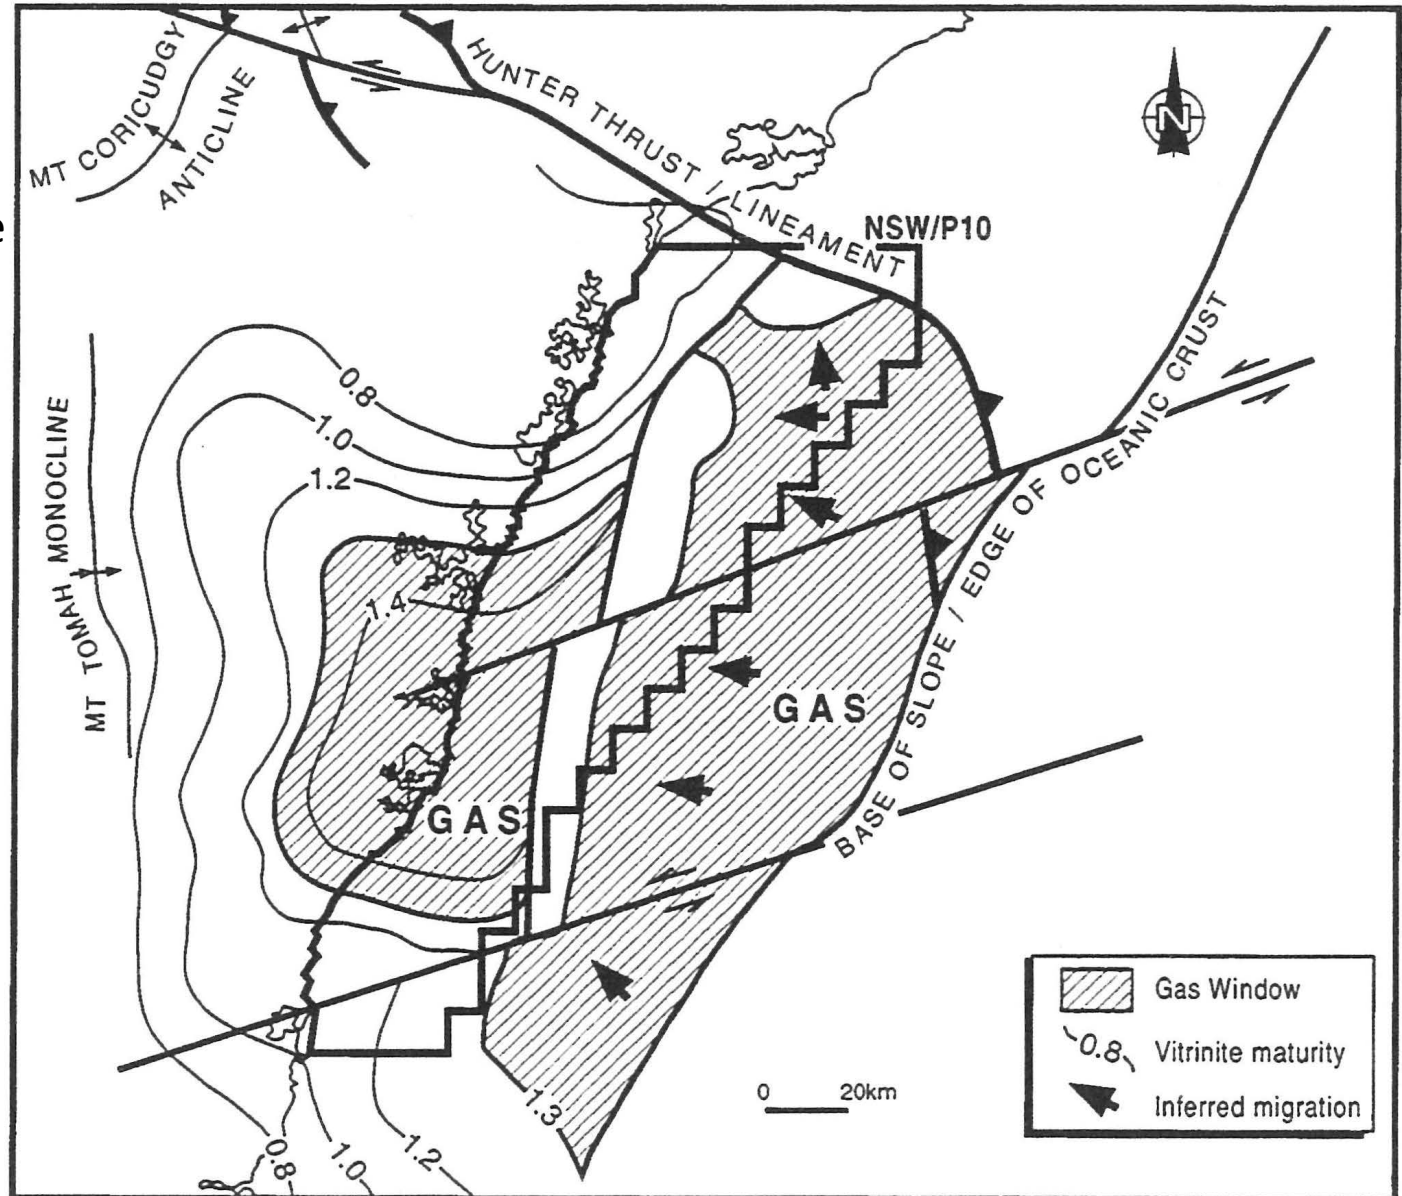 MT CORICUDGY
ANTICLINE
HUNTER THRUST / LINEAMENT
N
NSW/P10
MT TOMAH MONOCLINE
0.8
1.0
1.2
1.4
GAS
GAS
BASE OF SLOPE / EDGE OF OCEANIC CRUST
1.3
0.8
1.0
1.2
0 20km
Gas Window
0.8 Vitrinite maturity
Inferred migration